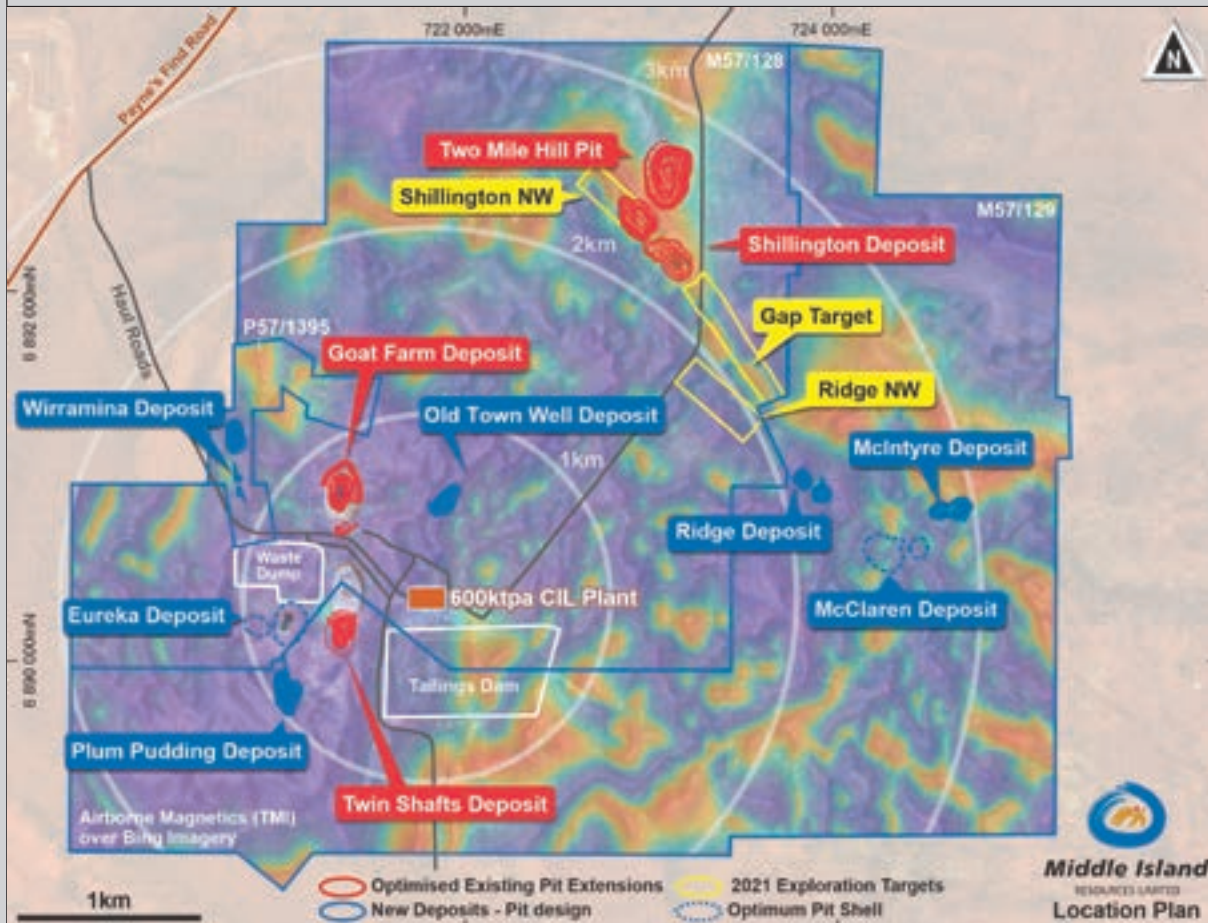 722 000mE
724 000mE
N
Payne's Find Road
3km
M57/128
Two Mile Hill Pit
Shillington NW
M57/129
2km
Shillington Deposit
6 892 000mN
Haul Roads
Gap Target
P57/1395
Goat Farm Deposit
Ridge NW
Wirramina Deposit
Old Town Well Deposit
McIntyre Deposit
1km
Ridge Deposit
Waste
Dump
600ktpa CIL Plant
McClaren Deposit
Eureka Deposit
6 890 000mN
Tailings Dam
Plum Pudding Deposit
Twin Shafts Deposit
Airborne Magnetics (TMI)
over Bing Imagery
Middle Island
RESOURCES LIMITED
Location Plan
1km
Optimised Existing Pit Extensions
2021 Exploration Targets
New Deposits - Pit design
Optimum Pit Shell